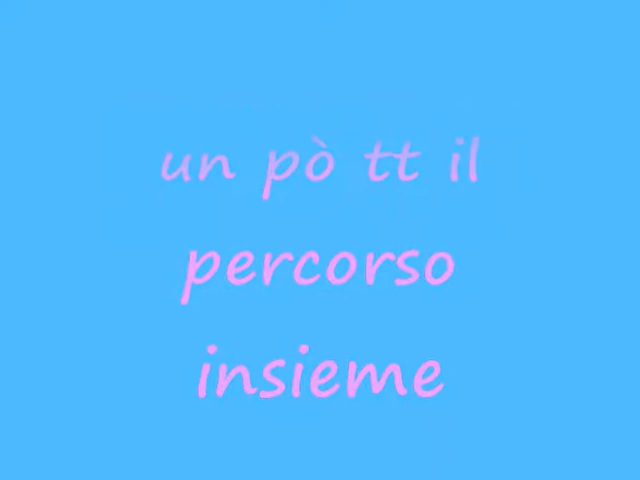 un pò tt il
percorso
insieme